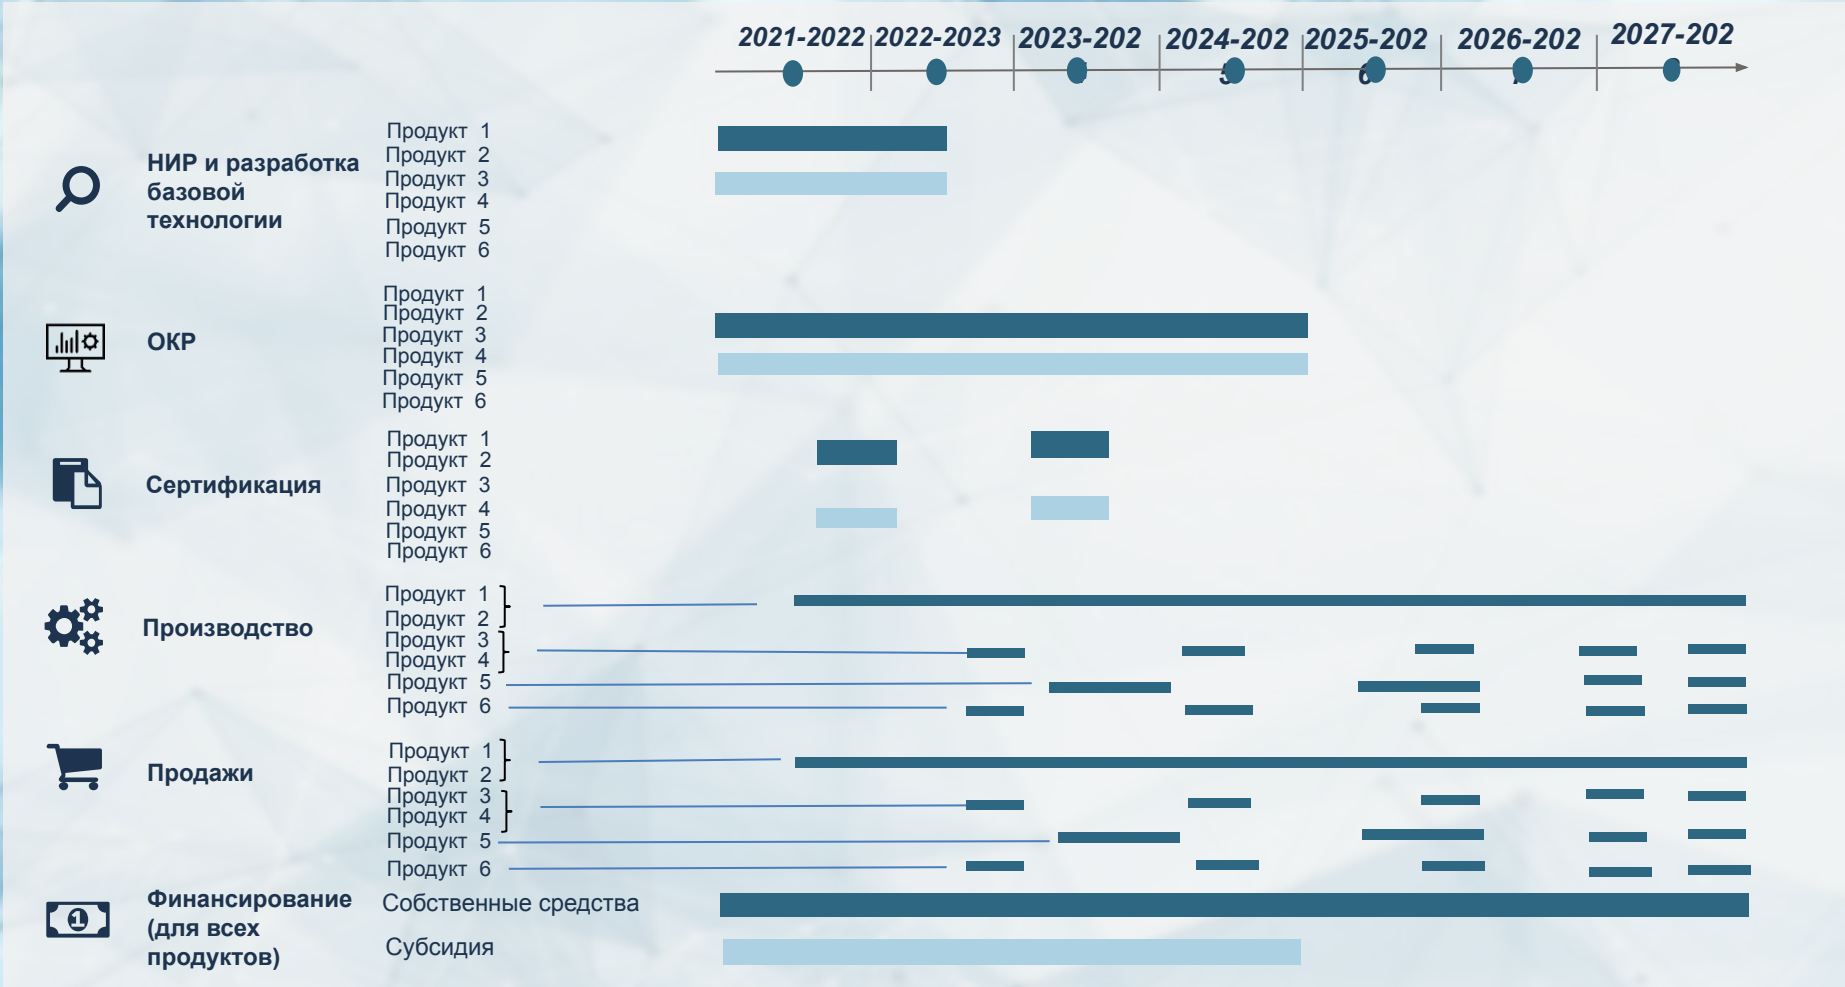 2021-2022
2022-2023
2023-202
2024-202
5
2025-202
6
2026-202
7
2027-202
НИР и разработка
базовой
технологии
Продукт 1
Продукт 2
Продукт 3
Продукт 4
Продукт 5
Продукт 6
ОКР
Продукт 1
Продукт 2
Продукт 3
Продукт 4
Продукт 5
Продукт 6
Сертификация
Продукт 1
Продукт 2
Продукт 3
Продукт 4
Продукт 5
Продукт 6
Производство
Продукт 1
Продукт 2
Продукт 3
Продукт 4
Продукт 5
Продукт 6
Продажи
Продукт 1
Продукт 2
Продукт 3
Продукт 4
Продукт 5
Продукт 6
Финансирование
(для всех
продуктов)
Собственные средства
Субсидия
1